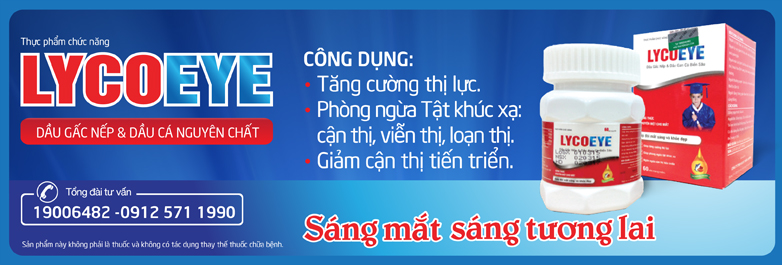 Thực phẩm chức năng
LYCOEYE
DẦU GẤC NẾP & DẦU CÁ NGUYÊN CHẤT
Tổng đài tư vấn
19006482 -0912 571 1990
Sản phẩm này không phải là thuốc và không có tác dụng thay thế thuốc chữa bệnh.
CÔNG DỤNG:
• Tăng cường thị lực.
• Phòng ngừa Tật khúc xạ:
cận thị, viễn thị, loạn thị.
• Giảm cận thị tiến triển.
Sáng mắt sáng tương lai
LYCOEYE
LYCOEYE